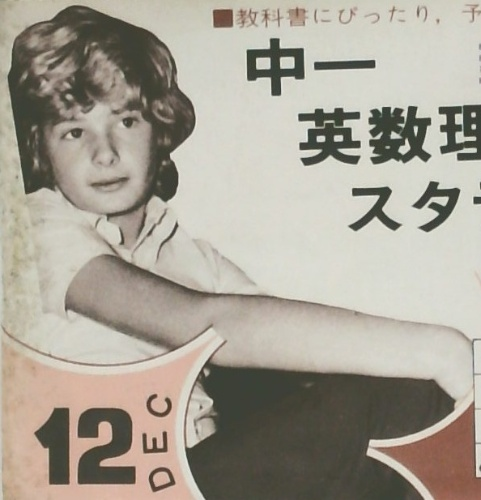 ■教科書にぴったり，予
中一
英数理
スタ
12
DEC